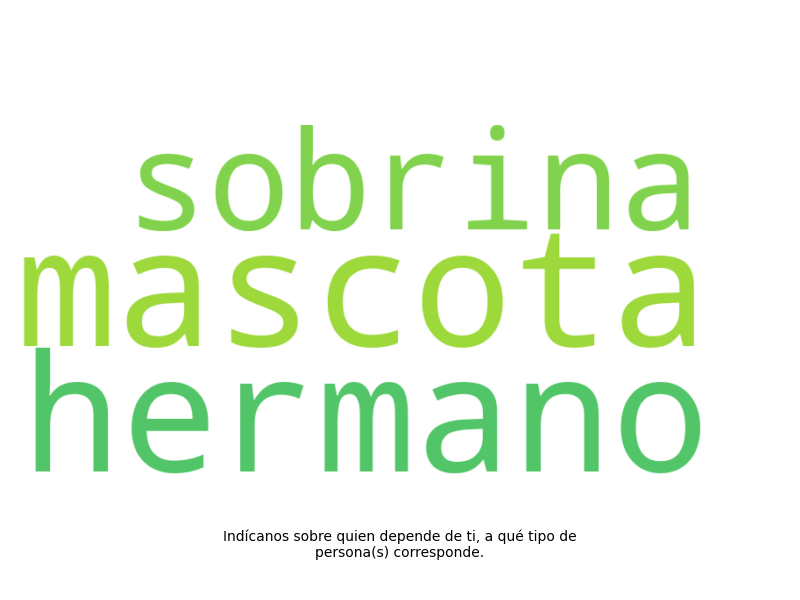 sobrina
mascota
hermano
Indícanos sobre quien depende de ti, a qué tipo de
persona(s) corresponde.